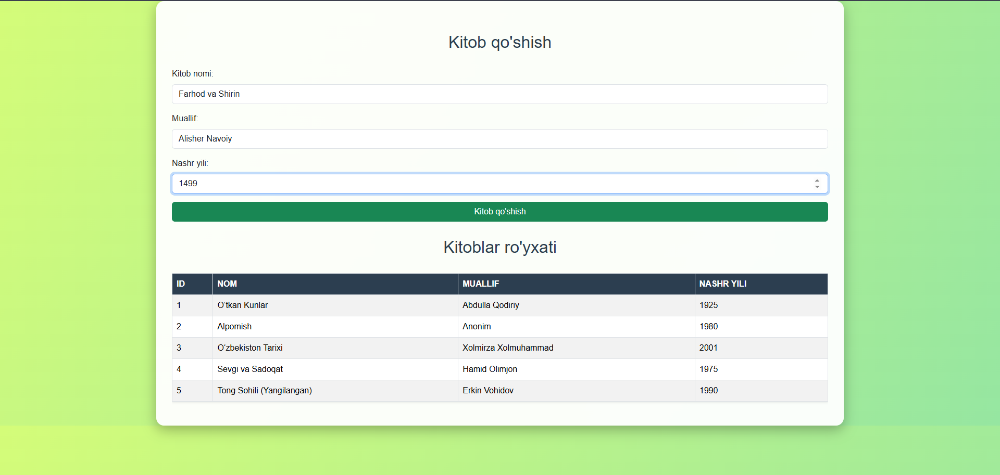 Kitob qo'shish
Kitob nomi:
Farhod va Shirin
Muallif:
Alisher Navoiy
Nashr yili:
1499
Kitob qo'shish
Kitoblar ro'yxati
ID NOM MUALLIF NASHR YILI
1 O‘tkan Kunlar Abdulla Qodiriy 1925
2 Alpomish Anonim 1980
3 O‘zbekiston Tarixi Xolmirza Xolmuhammad 2001
4 Sevgi va Sadoqat Hamid Olimjon 1975
5 Tong Sohili (Yangilangan) Erkin Vohidov 1990